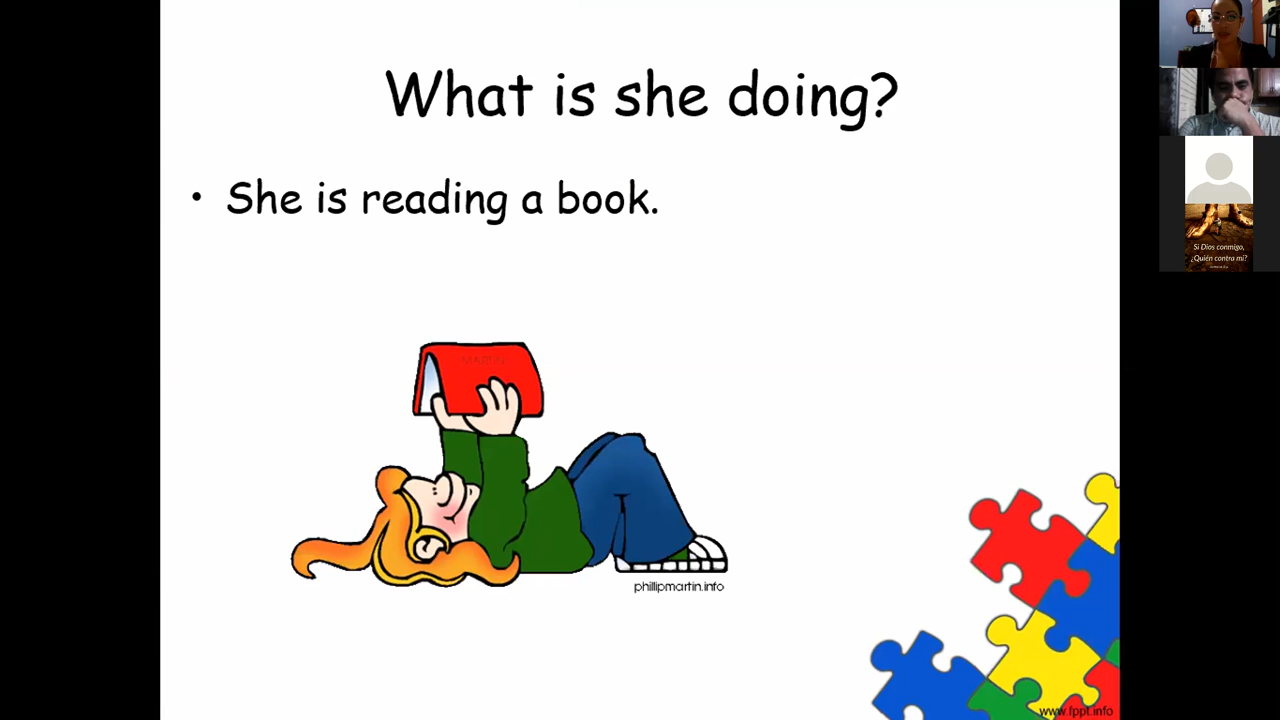 What is she doing?
• She is reading a book.
MARTIN
phillipmartin.info
www.fppt.info
Si Dios conmigo,
¿Quién contra mí?